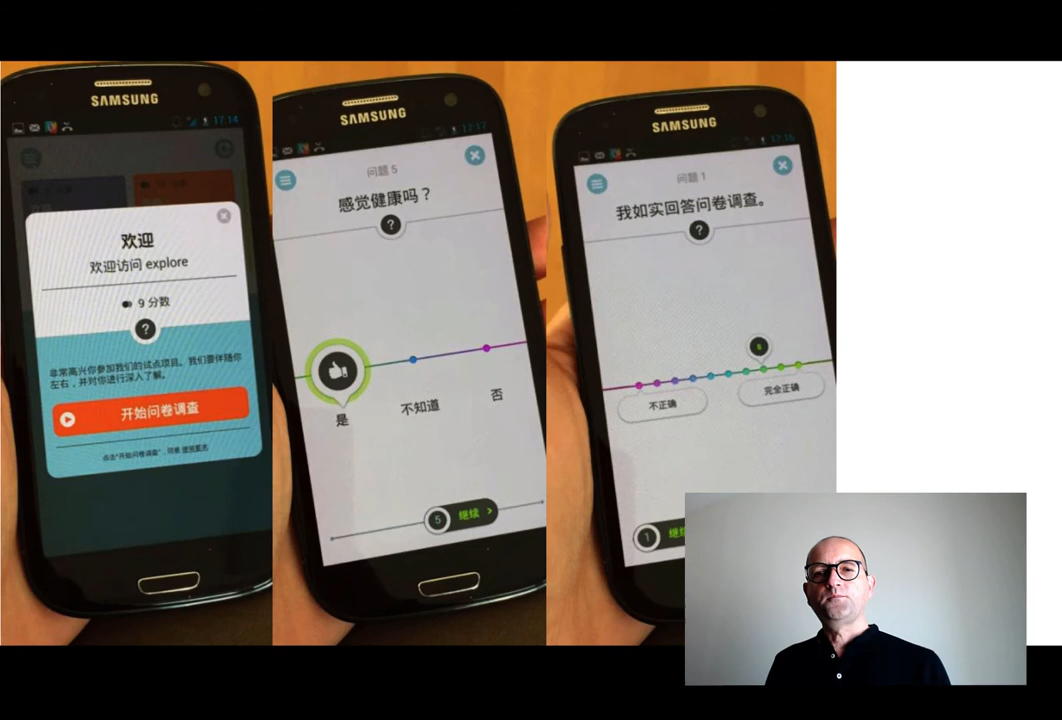 SAMSUNG
17:14
欢迎
欢迎访问 explore
9 分数
?
非常高兴你参加我们的试点项目。我们要伴随你
左右，并对你进行深入了解。
开始问卷调查
SAMSUNG
12:17
问题 5
感觉健康吗？
?
是
不知道
否
5
继续
SAMSUNG
问题 1
我如实回答问卷调查。
?
8
不正确
完全正确
1